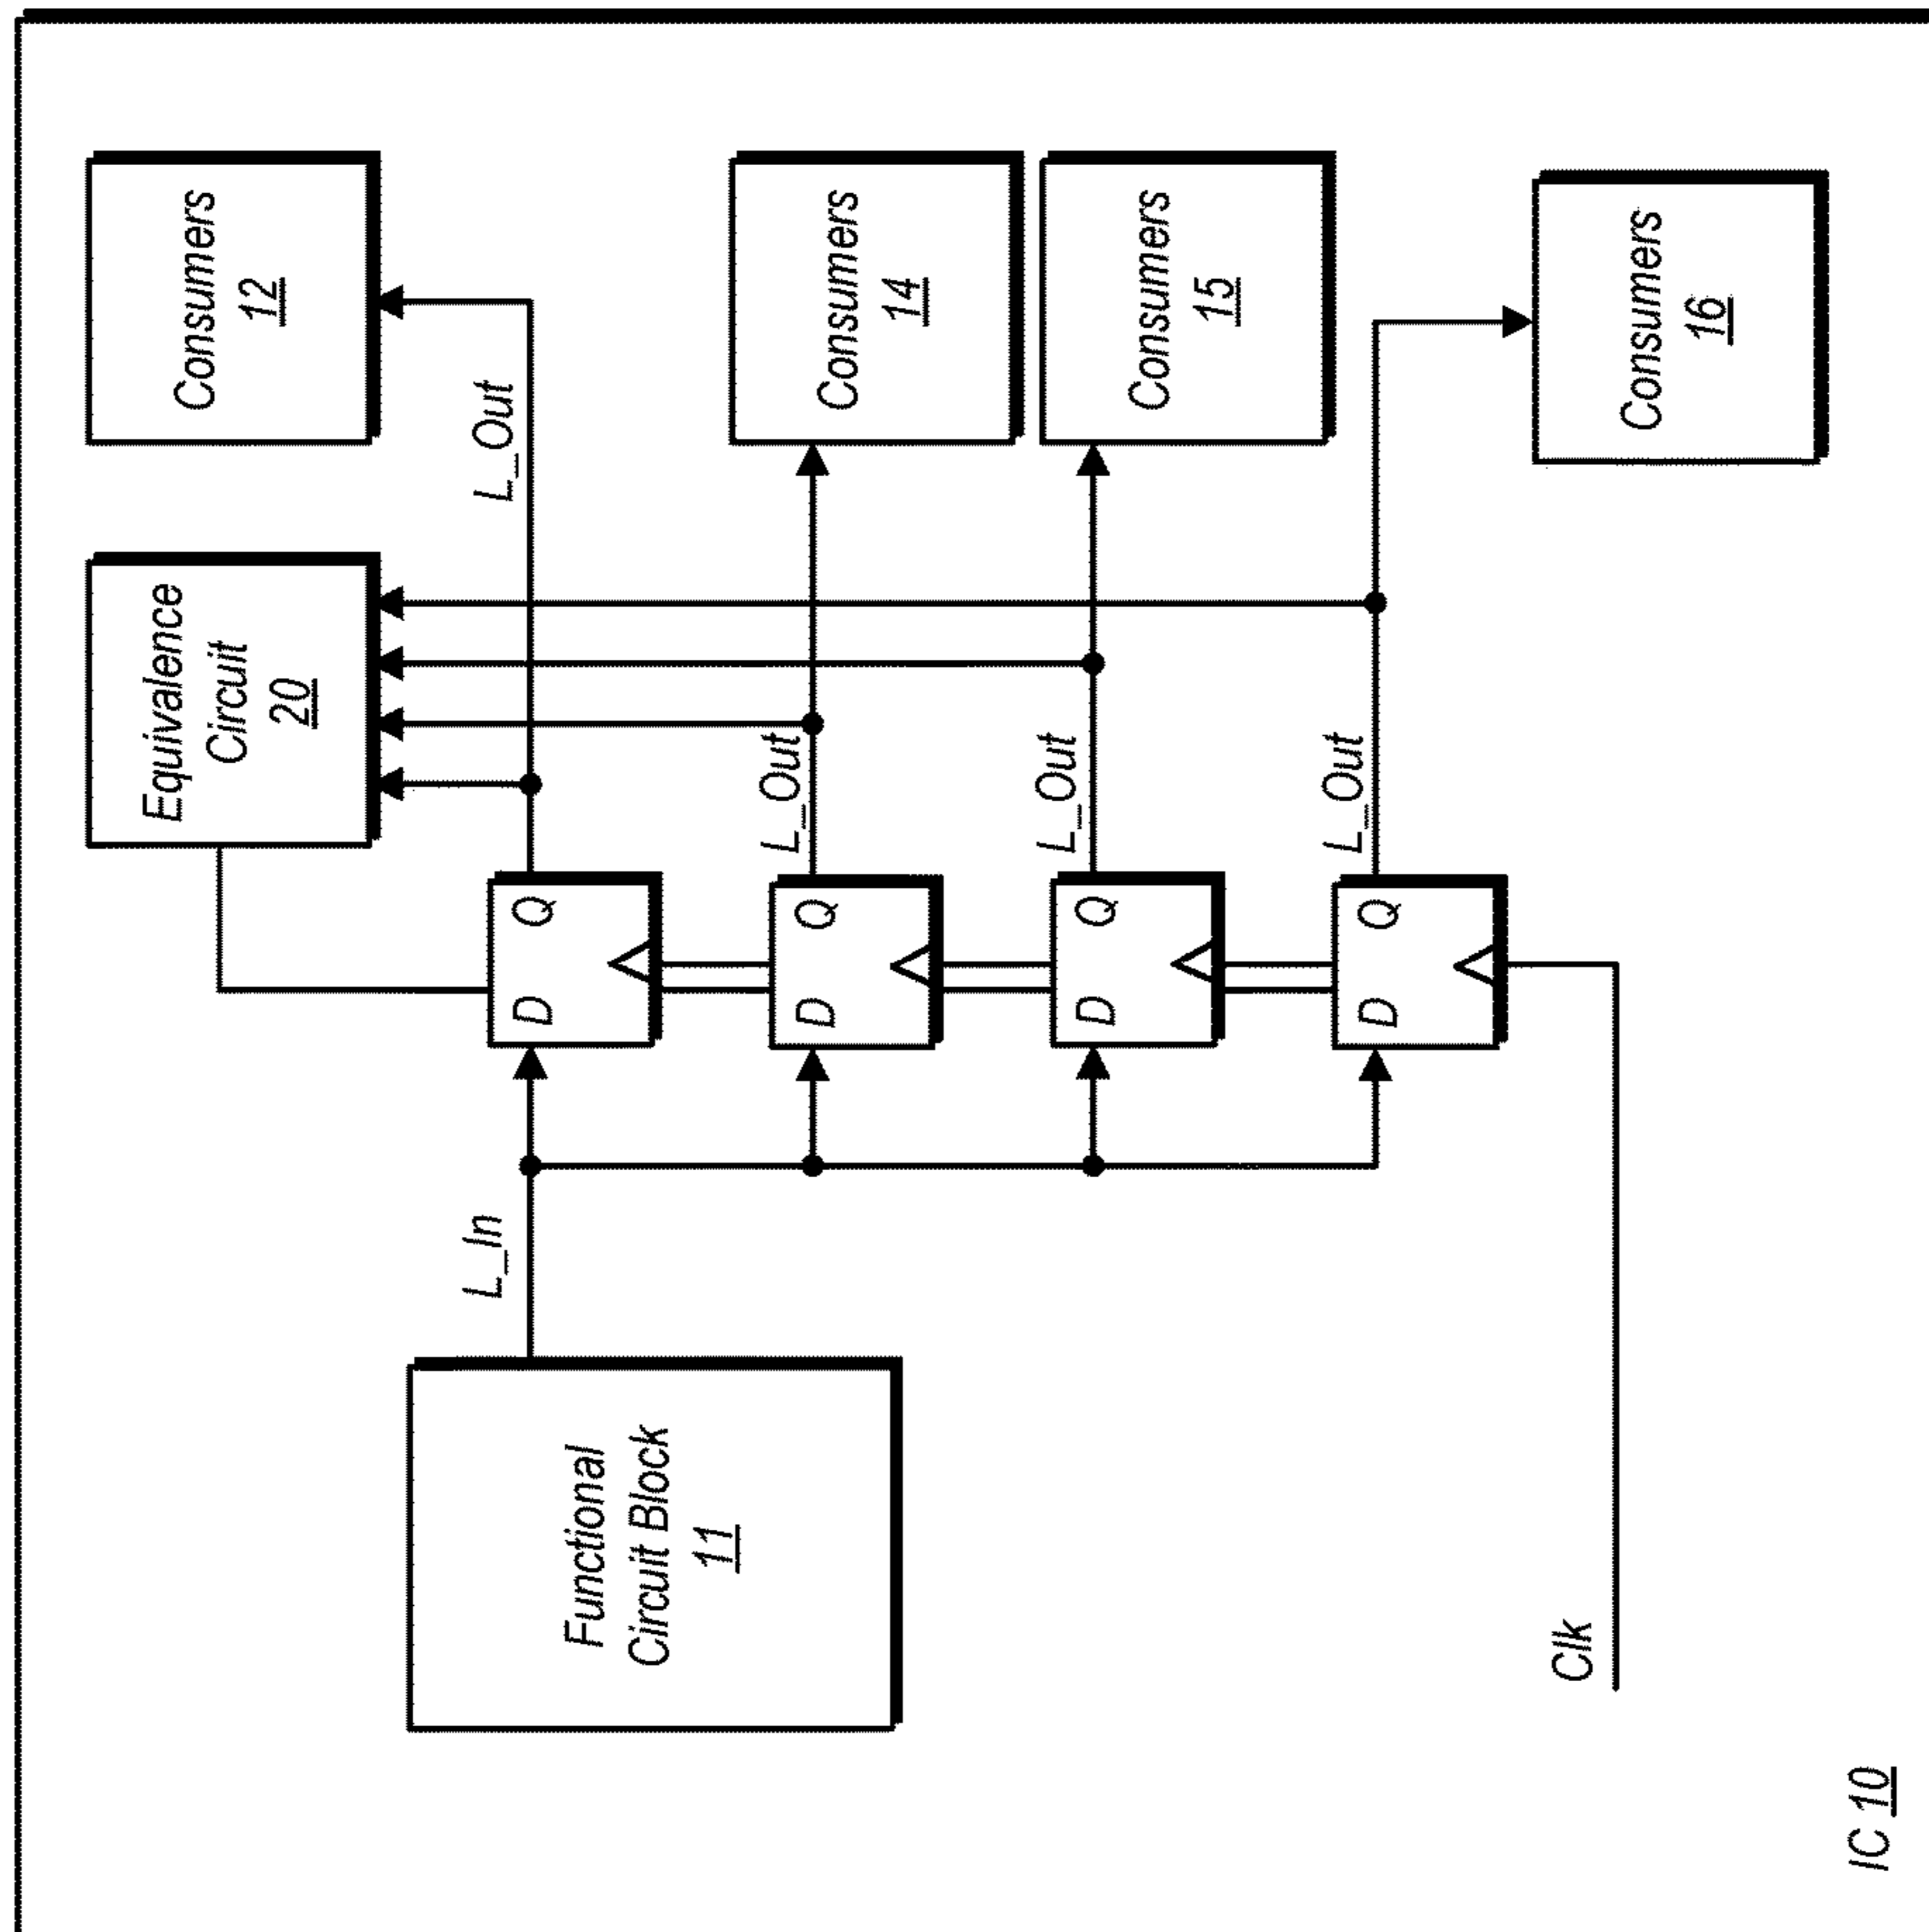 Equivalence
Circuit
20
Consumers
12
L_Out
Functional
Circuit Block
11
L_In
D Q
L_Out
Consumers
14
D Q
L_Out
Consumers
15
D Q
L_Out
D Q
Consumers
16
Clk
IC 10